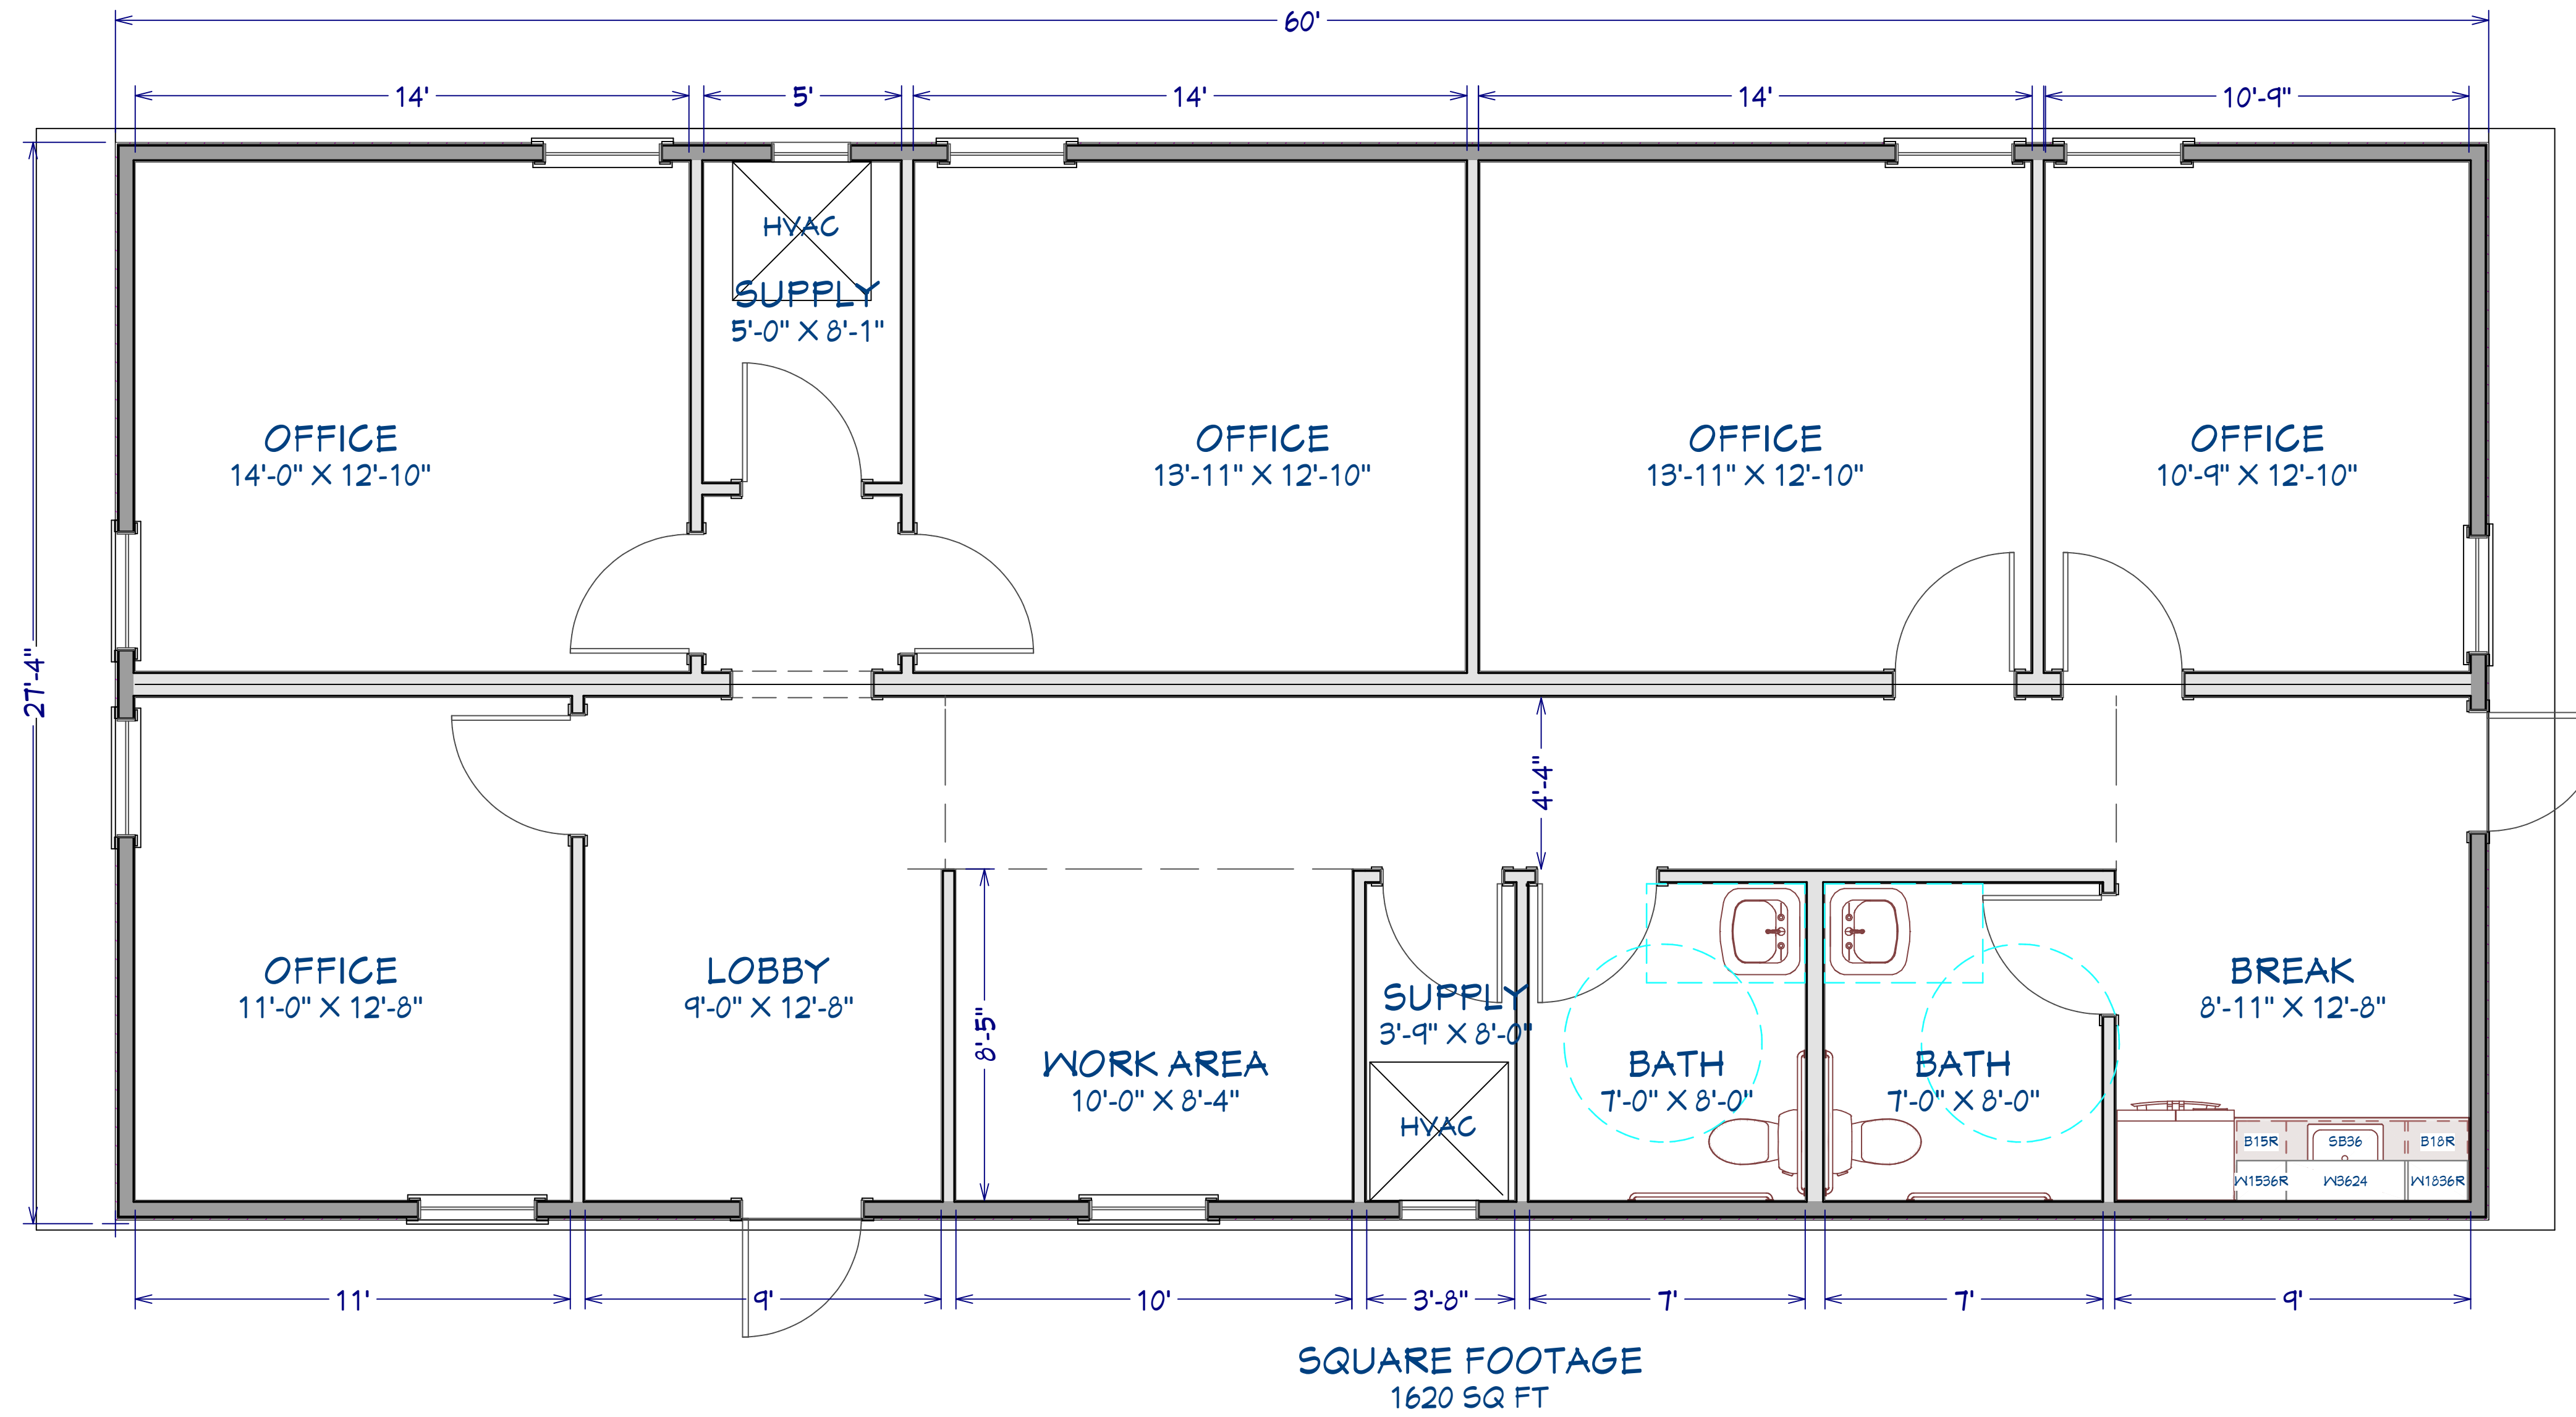 60'
14'
5'
14'
14'
10'-9"
HVAC
SUPPLY
5'-0" X 8'-1"
OFFICE
14'-0" X 12'-10"
OFFICE
13'-11" X 12'-10"
OFFICE
13'-11" X 12'-10"
OFFICE
10'-9" X 12'-10"
27'-4"
4'-4"
OFFICE
11'-0" X 12'-8"
LOBBY
9'-0" X 12'-8"
8'-5"
WORK AREA
10'-0" X 8'-4"
SUPPLY
3'-9" X 8'-0"
HVAC
BATH
7'-0" X 8'-0"
BATH
7'-0" X 8'-0"
BREAK
8'-11" X 12'-8"
B15R
SB36
B18R
W1536R
W3624
W1836R
11'
9'
10'
3'-8"
7'
7'
9'
SQUARE FOOTAGE
1620 SQ FT